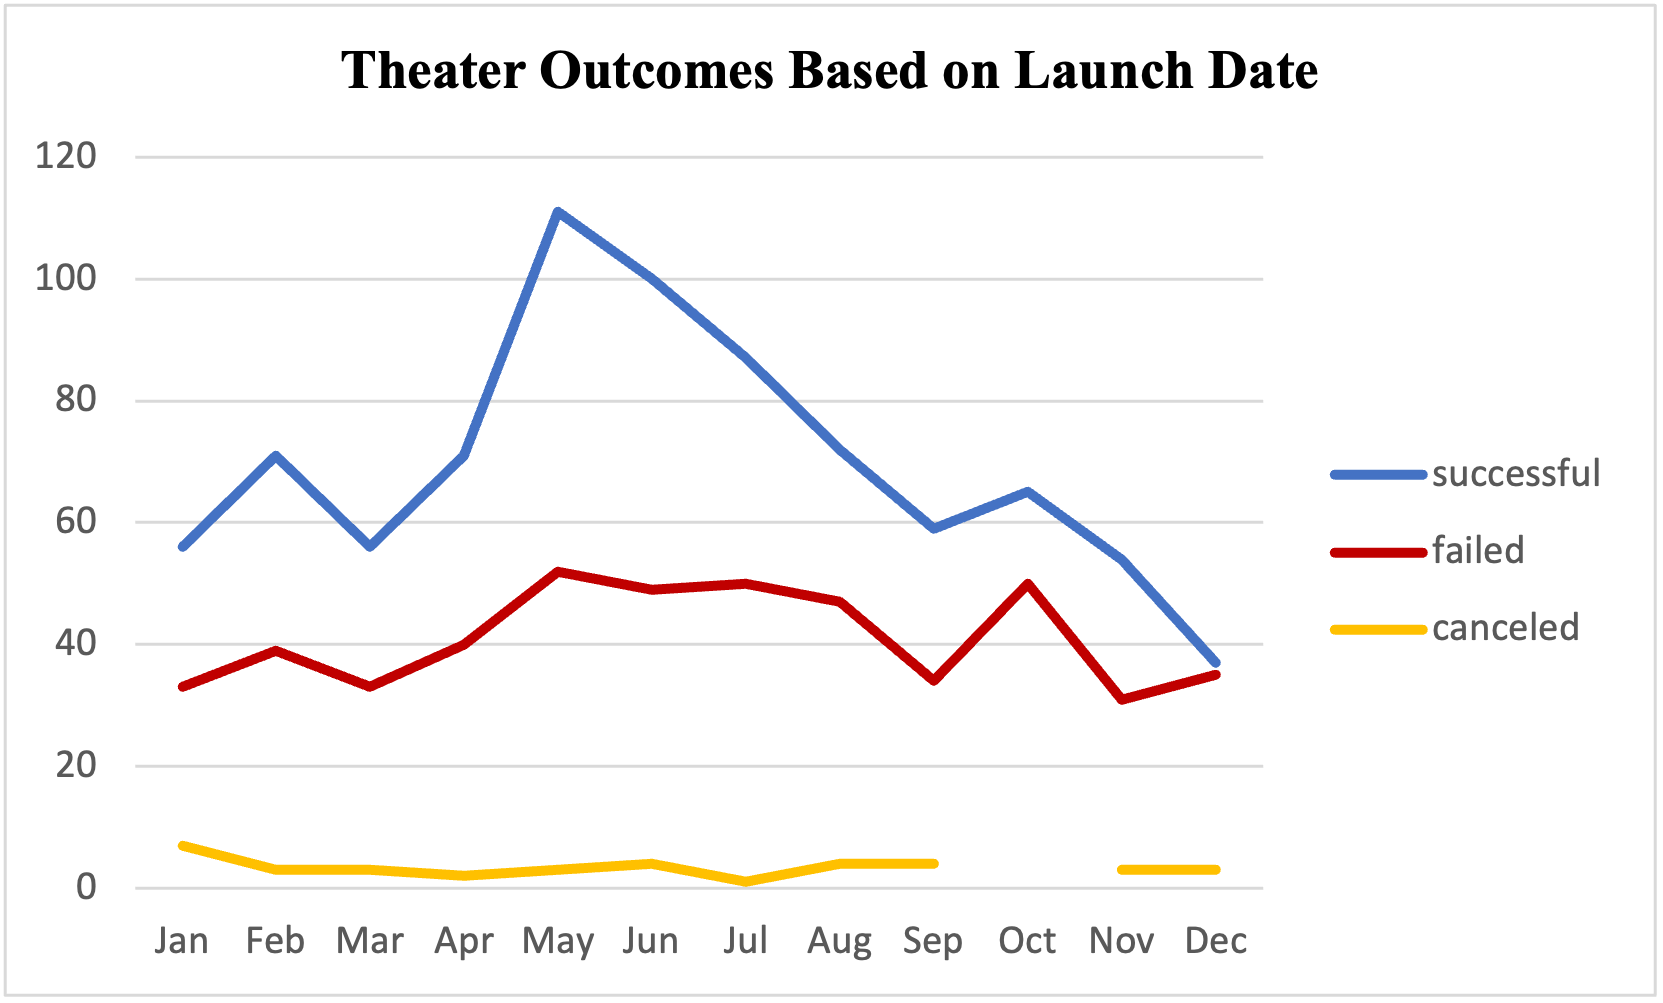 Theater Outcomes Based on Launch Date
120
100
80
60
40
20
0
Jan Feb Mar Apr May Jun Jul Aug Sep Oct Nov Dec
successful
failed
canceled